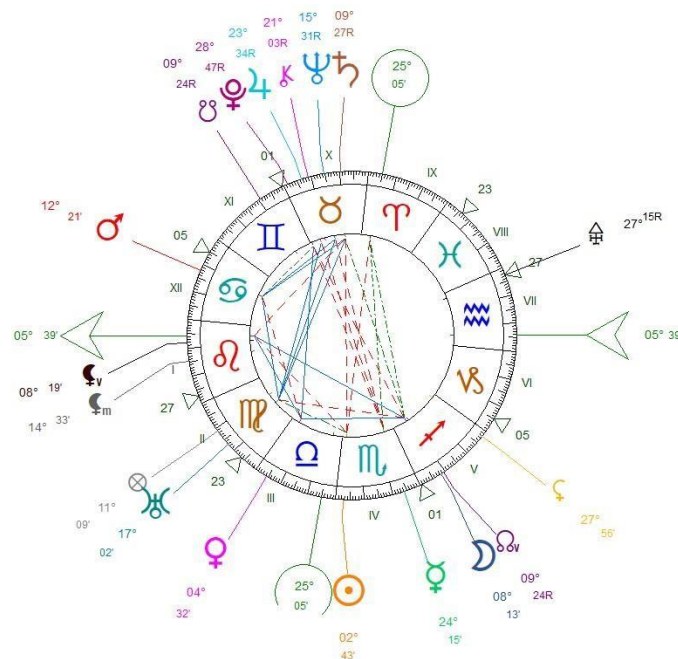 15°
31R
09°
27R
21°
03R
23°
34R
28°
47R
09°
24R
25°
05'
01
X
IX
23
XI
VIII
27°
15R
12°
21'
05
27
XII
VII
05°
39'
05°
39
I
VI
08°
19'
14°
33'
27
05
II
V
23
III
IV
01
11°
09'
17°
02'
27°
56'
04°
32'
25°
05'
09°
24R
08°
13'
24°
15'
02°
43'